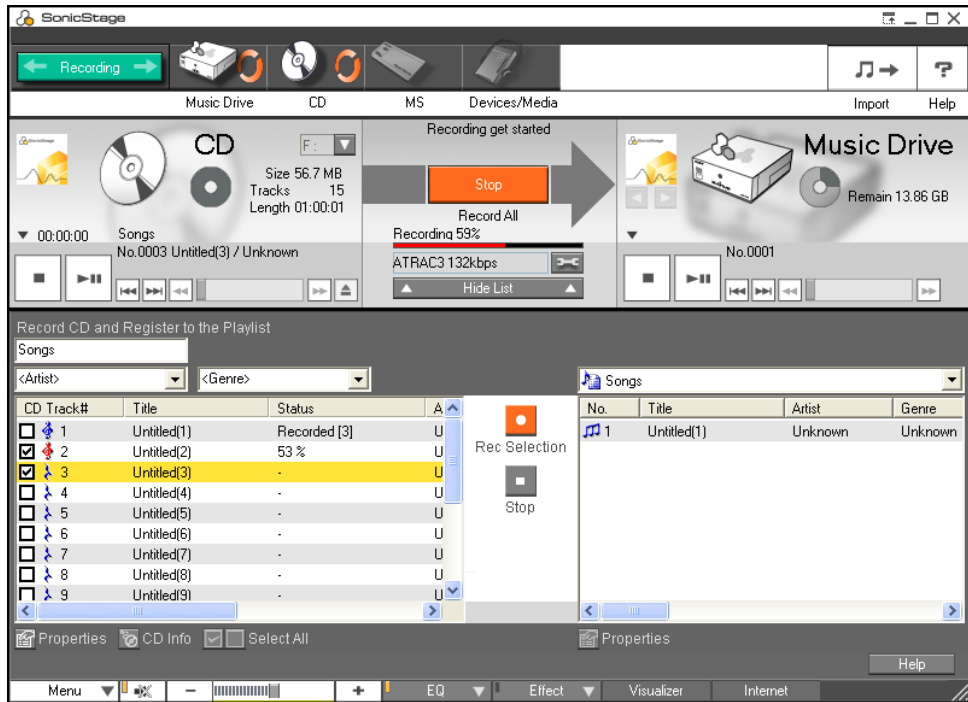 SonicStage
Recording
Music Drive CD MS Devices/Media Import Help
CD
F:
Size 56.7 MB
Tracks 15
Length 01:00:01
00:00:00
Songs
No.0003 Untitled(3) / Unknown
Recording get started
Stop
Record All
Recording 59%
ATRAC3 132kbps
Hide List
Music Drive
Remain 13.86 GB
No.0001
Record CD and Register to the Playlist
Songs
<Artist> <Genre>
CD Track# Title Status A
1 Untitled(1) Recorded [3] U
2 Untitled(2) 53 % U
3 Untitled(3) - U
4 Untitled(4) - U
5 Untitled(5) - U
6 Untitled(6) - U
7 Untitled(7) - U
8 Untitled(8) - U
9 Untitled(9) - U
Rec Selection
Stop
Songs
No. Title Artist Genre
1 Untitled(1) Unknown Unknown
Properties CD Info Select All
Properties
Help
Menu EQ Effect Visualizer Internet